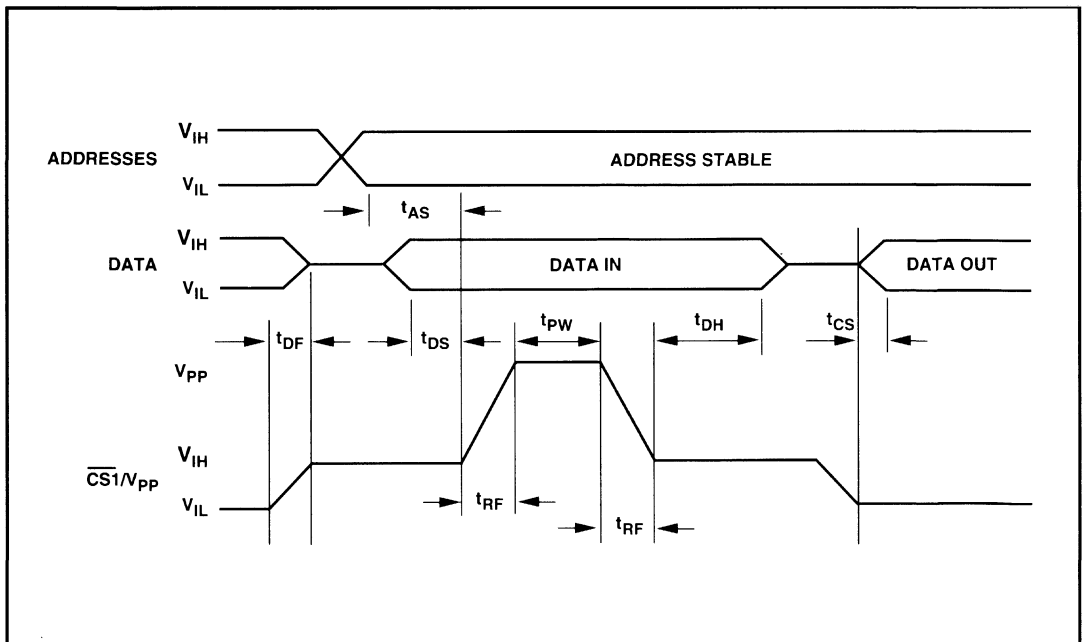 V_IH
ADDRESSES
ADDRESS STABLE
V_IL
t_AS
V_IH
DATA
DATA IN
DATA OUT
V_IL
t_DF
t_DS
t_PW
t_DH
t_CS
V_PP
V_IH
C̅S̅1/V_PP
V_IL
t_RF
t_RF